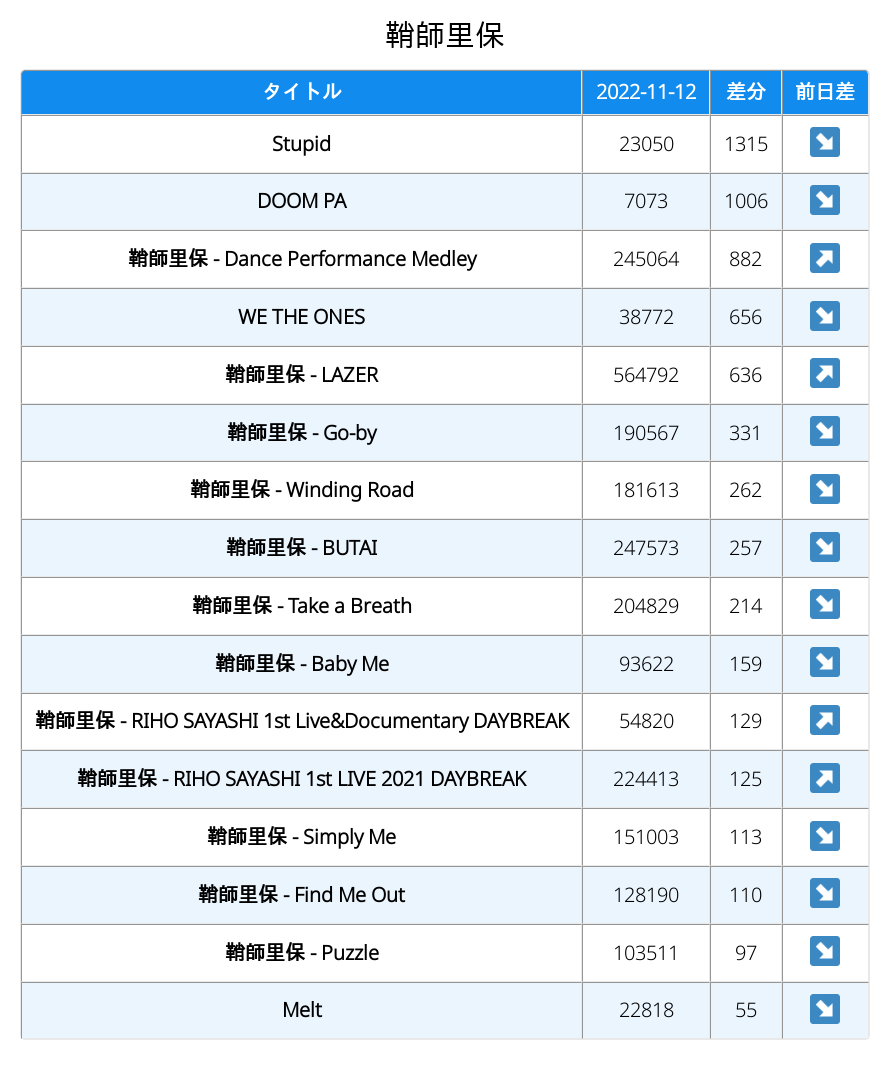 鞘師里保
タイトル 2022-11-12 差分 前日差
Stupid 23050 1315 ↘
DOOM PA 7073 1006 ↘
鞘師里保 - Dance Performance Medley 245064 882 ↗
WE THE ONES 38772 656 ↘
鞘師里保 - LAZER 564792 636 ↗
鞘師里保 - Go-by 190567 331 ↘
鞘師里保 - Winding Road 181613 262 ↘
鞘師里保 - BUTAI 247573 257 ↘
鞘師里保 - Take a Breath 204829 214 ↘
鞘師里保 - Baby Me 93622 159 ↘
鞘師里保 - RIHO SAYASHI 1st Live&Documentary DAYBREAK 54820 129 ↗
鞘師里保 - RIHO SAYASHI 1st LIVE 2021 DAYBREAK 224413 125 ↗
鞘師里保 - Simply Me 151003 113 ↘
鞘師里保 - Find Me Out 128190 110 ↘
鞘師里保 - Puzzle 103511 97 ↘
Melt 22818 55 ↘